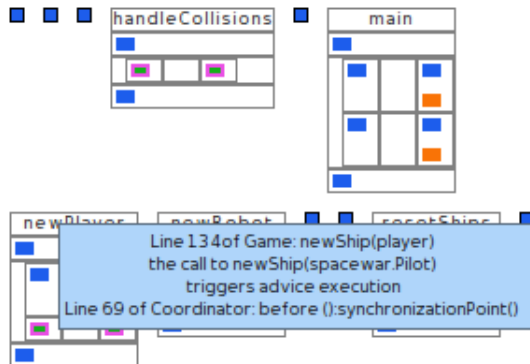 handleCollisions
main
newPlayer
newRobot
resetShips
Line 134of Game: newShip(player)
the call to newShip(spacewar.Pilot)
triggers advice execution
Line 69 of Coordinator: before ():synchronizationPoint()